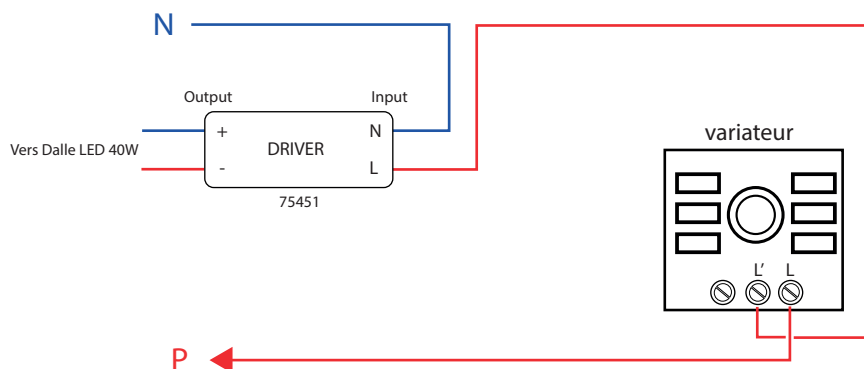 N
Output Input
+ N
Vers Dalle LED 40W
DRIVER
- L
75451
variateur
L' L
P